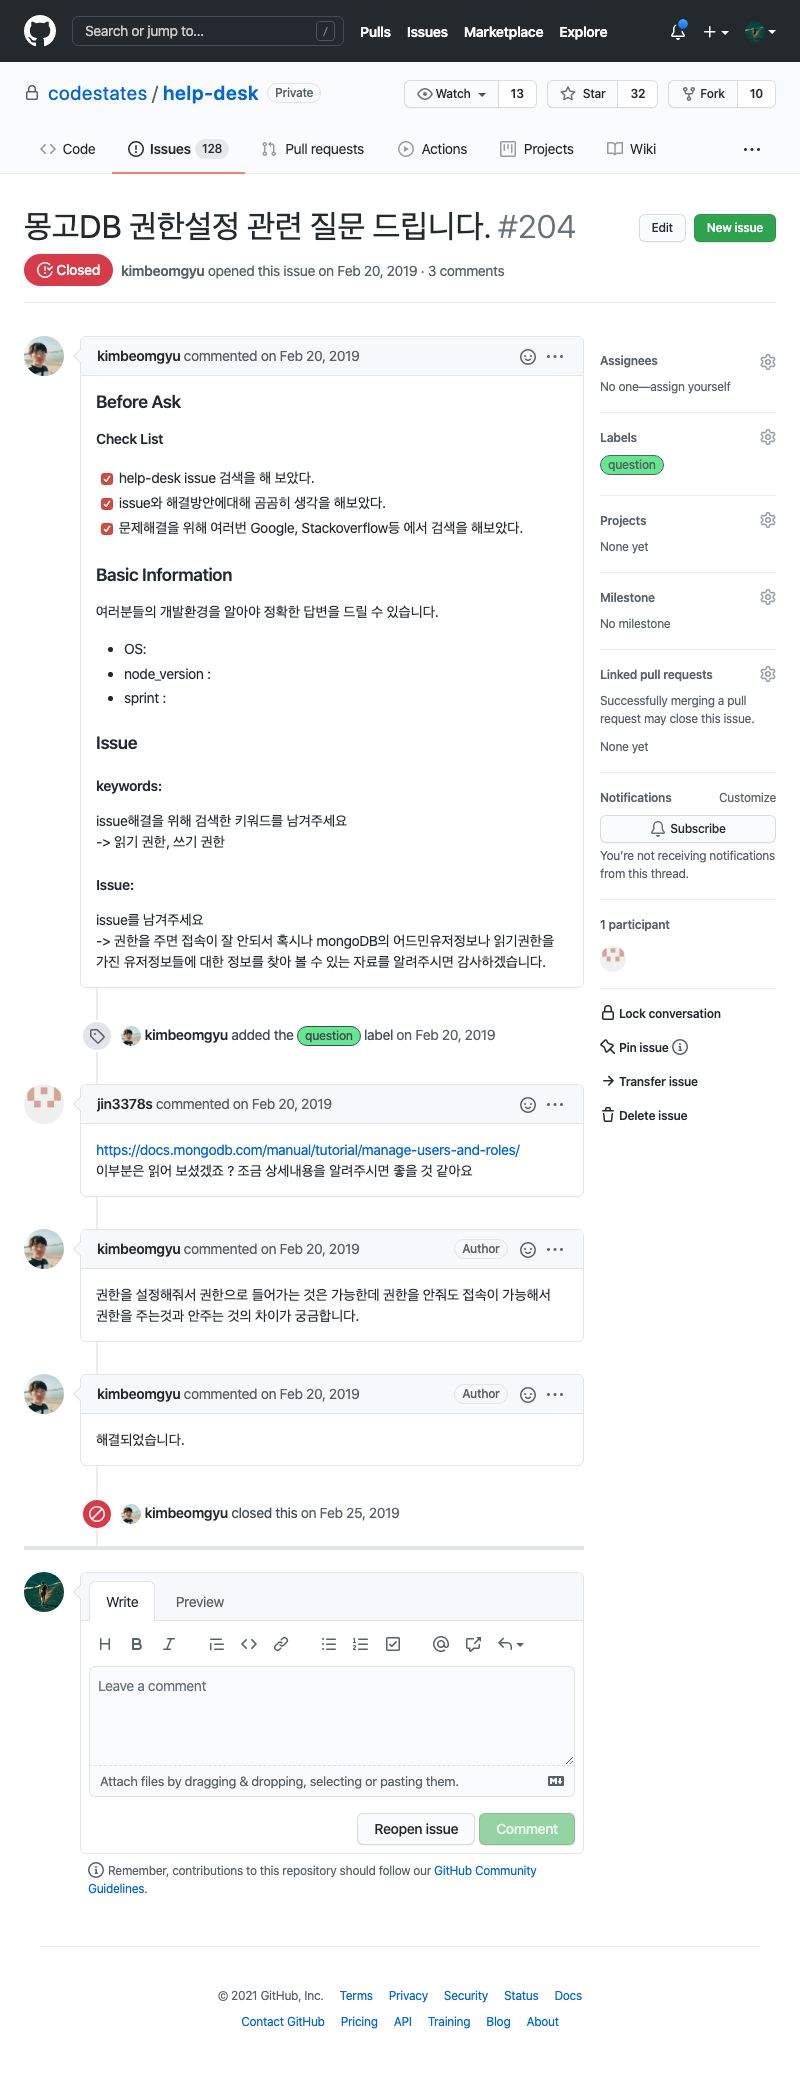 Search or jump to... /
Pulls Issues Marketplace Explore
codestates / help-desk Private
Watch 13 Star 32 Fork 10
Code Issues 128 Pull requests Actions Projects Wiki
몽고DB 권한설정 관련 질문 드립니다. #204
Edit New issue
Closed kimbeomgyu opened this issue on Feb 20, 2019 · 3 comments
kimbeomgyu commented on Feb 20, 2019
Before Ask
Check List
help-desk issue 검색을 해 보았다.
issue와 해결방안에대해 곰곰히 생각을 해보았다.
문제해결을 위해 여러번 Google, Stackoverflow등 에서 검색을 해보았다.
Basic Information
여러분들의 개발환경을 알아야 정확한 답변을 드릴 수 있습니다.
OS:
node_version :
sprint :
Issue
keywords:
issue해결을 위해 검색한 키워드를 남겨주세요
-> 읽기 권한, 쓰기 권한
Issue:
issue를 남겨주세요
-> 권한을 주면 접속이 잘 안되서 혹시나 mongoDB의 어드민유저정보나 읽기권한을
가진 유저정보들에 대한 정보를 찾아 볼 수 있는 자료를 알려주시면 감사하겠습니다.
kimbeomgyu added the question label on Feb 20, 2019
jin3378s commented on Feb 20, 2019
https://docs.mongodb.com/manual/tutorial/manage-users-and-roles/
이부분은 읽어 보셨겠죠 ? 조금 상세내용을 알려주시면 좋을 것 같아요
kimbeomgyu commented on Feb 20, 2019 Author
권한을 설정해줘서 권한으로 들어가는 것은 가능한데 권한을 안줘도 접속이 가능해서
권한을 주는것과 안주는 것의 차이가 궁금합니다.
kimbeomgyu commented on Feb 20, 2019 Author
해결되었습니다.
kimbeomgyu closed this on Feb 25, 2019
Assignees
No one—assign yourself
Labels
question
Projects
None yet
Milestone
No milestone
Linked pull requests
Successfully merging a pull
request may close this issue.
None yet
Notifications Customize
Subscribe
You're not receiving notifications
from this thread.
1 participant
Lock conversation
Pin issue
Transfer issue
Delete issue
Write Preview
Leave a comment
Attach files by dragging & dropping, selecting or pasting them.
Reopen issue Comment
Remember, contributions to this repository should follow our GitHub Community
Guidelines.
© 2021 GitHub, Inc. Terms Privacy Security Status Docs
Contact GitHub Pricing API Training Blog About